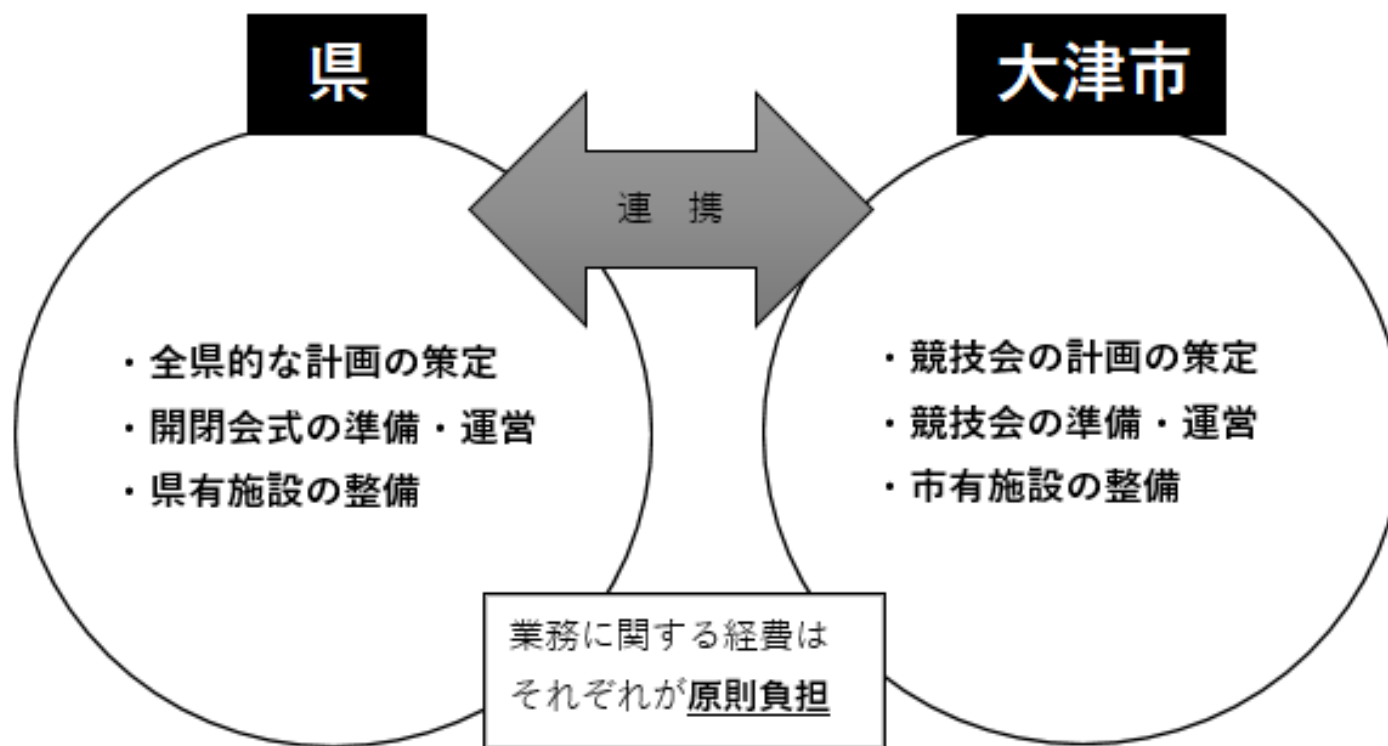 県
大津市
連　携
・全県的な計画の策定
・開閉会式の準備・運営
・県有施設の整備
・競技会の計画の策定
・競技会の準備・運営
・市有施設の整備
業務に関する経費は
それぞれが原則負担